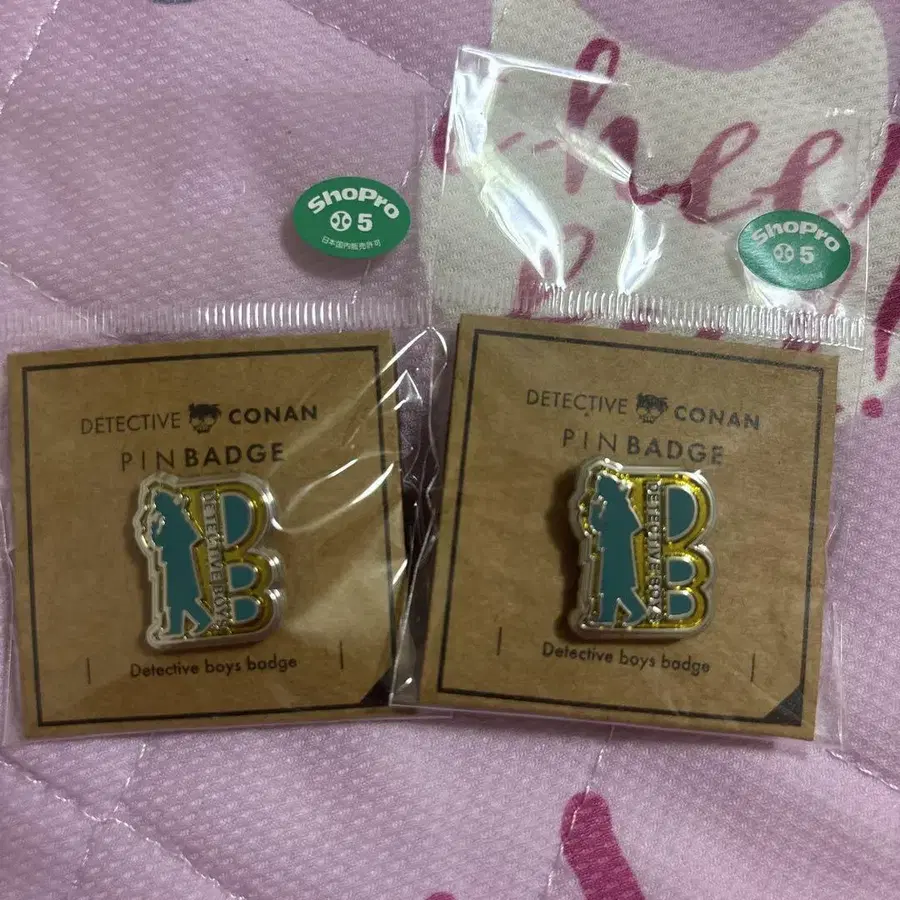 ShoPro
5
日本国内販売許可
DETECTIVE CONAN
PIN BADGE
DETECTIVE BOYS
Detective boys badge
ShoPro
5
DETECTIVE CONAN
PIN BADGE
DETECTIVE BOYS
Detective boys badge